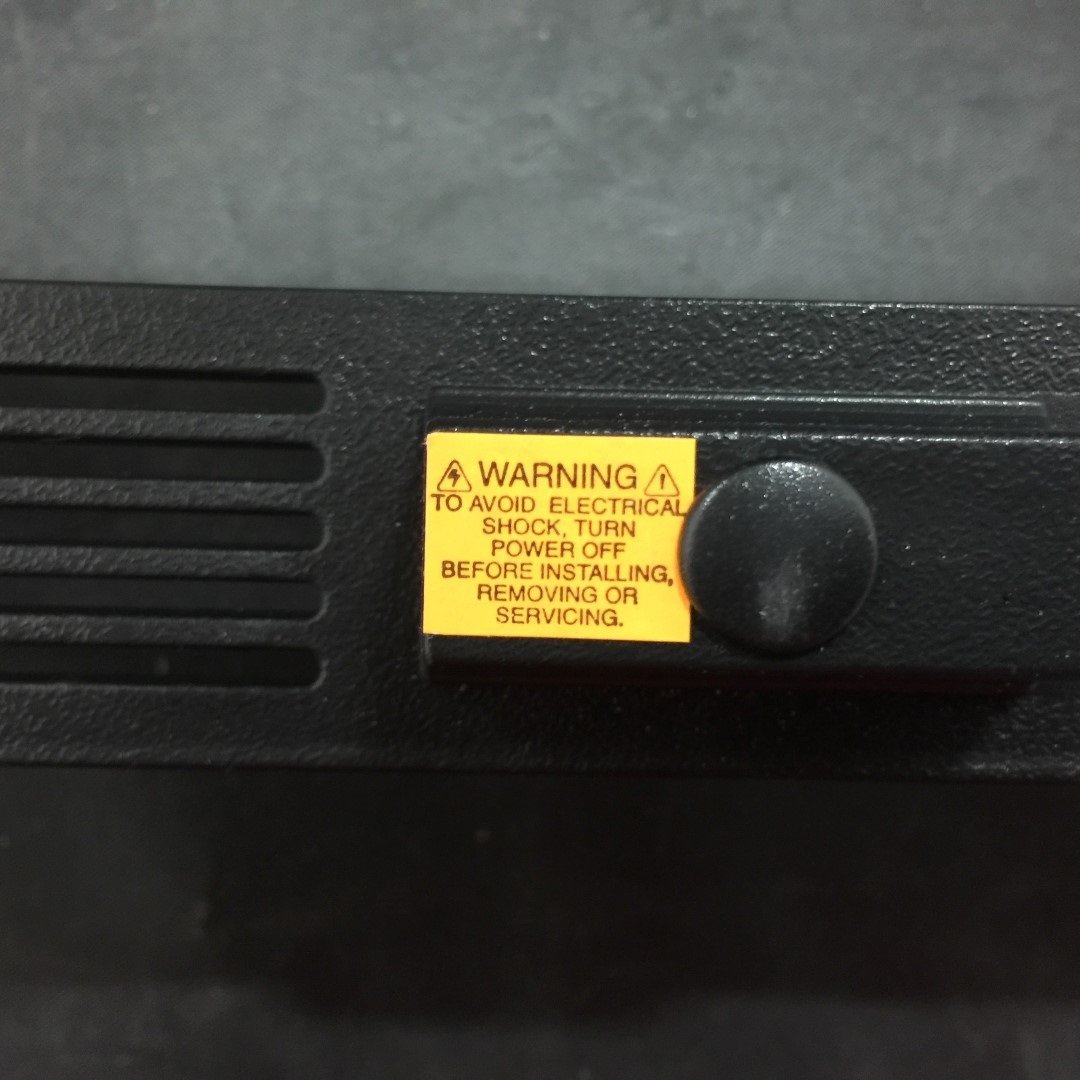 WARNING
TO AVOID ELECTRICAL
SHOCK, TURN
POWER OFF
BEFORE INSTALLING,
REMOVING OR
SERVICING.